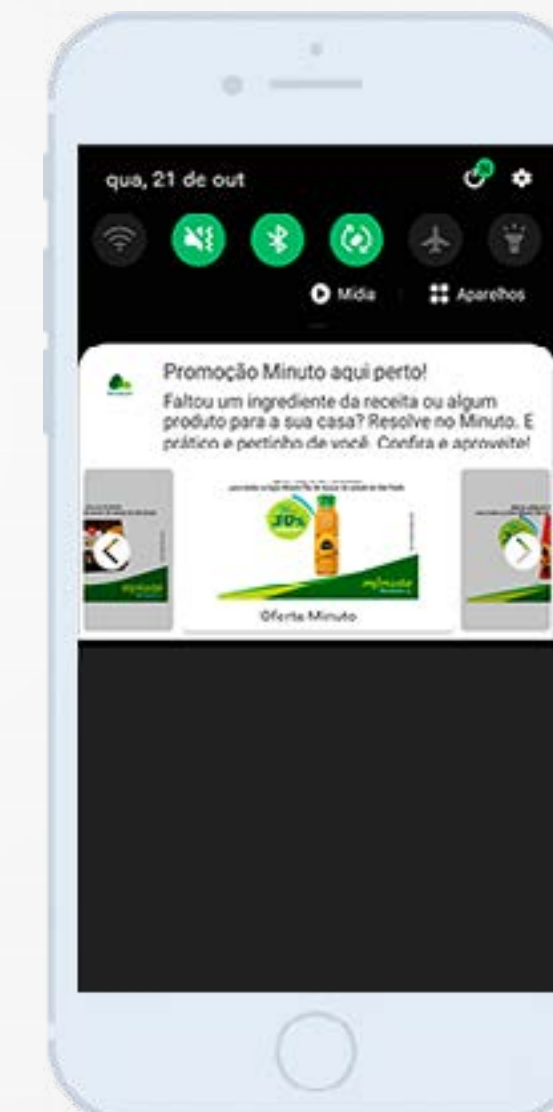 qua, 21 de out
Mídia
Aparelhos
Promoção Minuto aqui perto!
Faltou um ingrediente da receita ou algum
produto para a sua casa? Resolve no Minuto. E
prático e pertinho de você. Confira e aproveite!
30%
minuto
Oferta Minuto